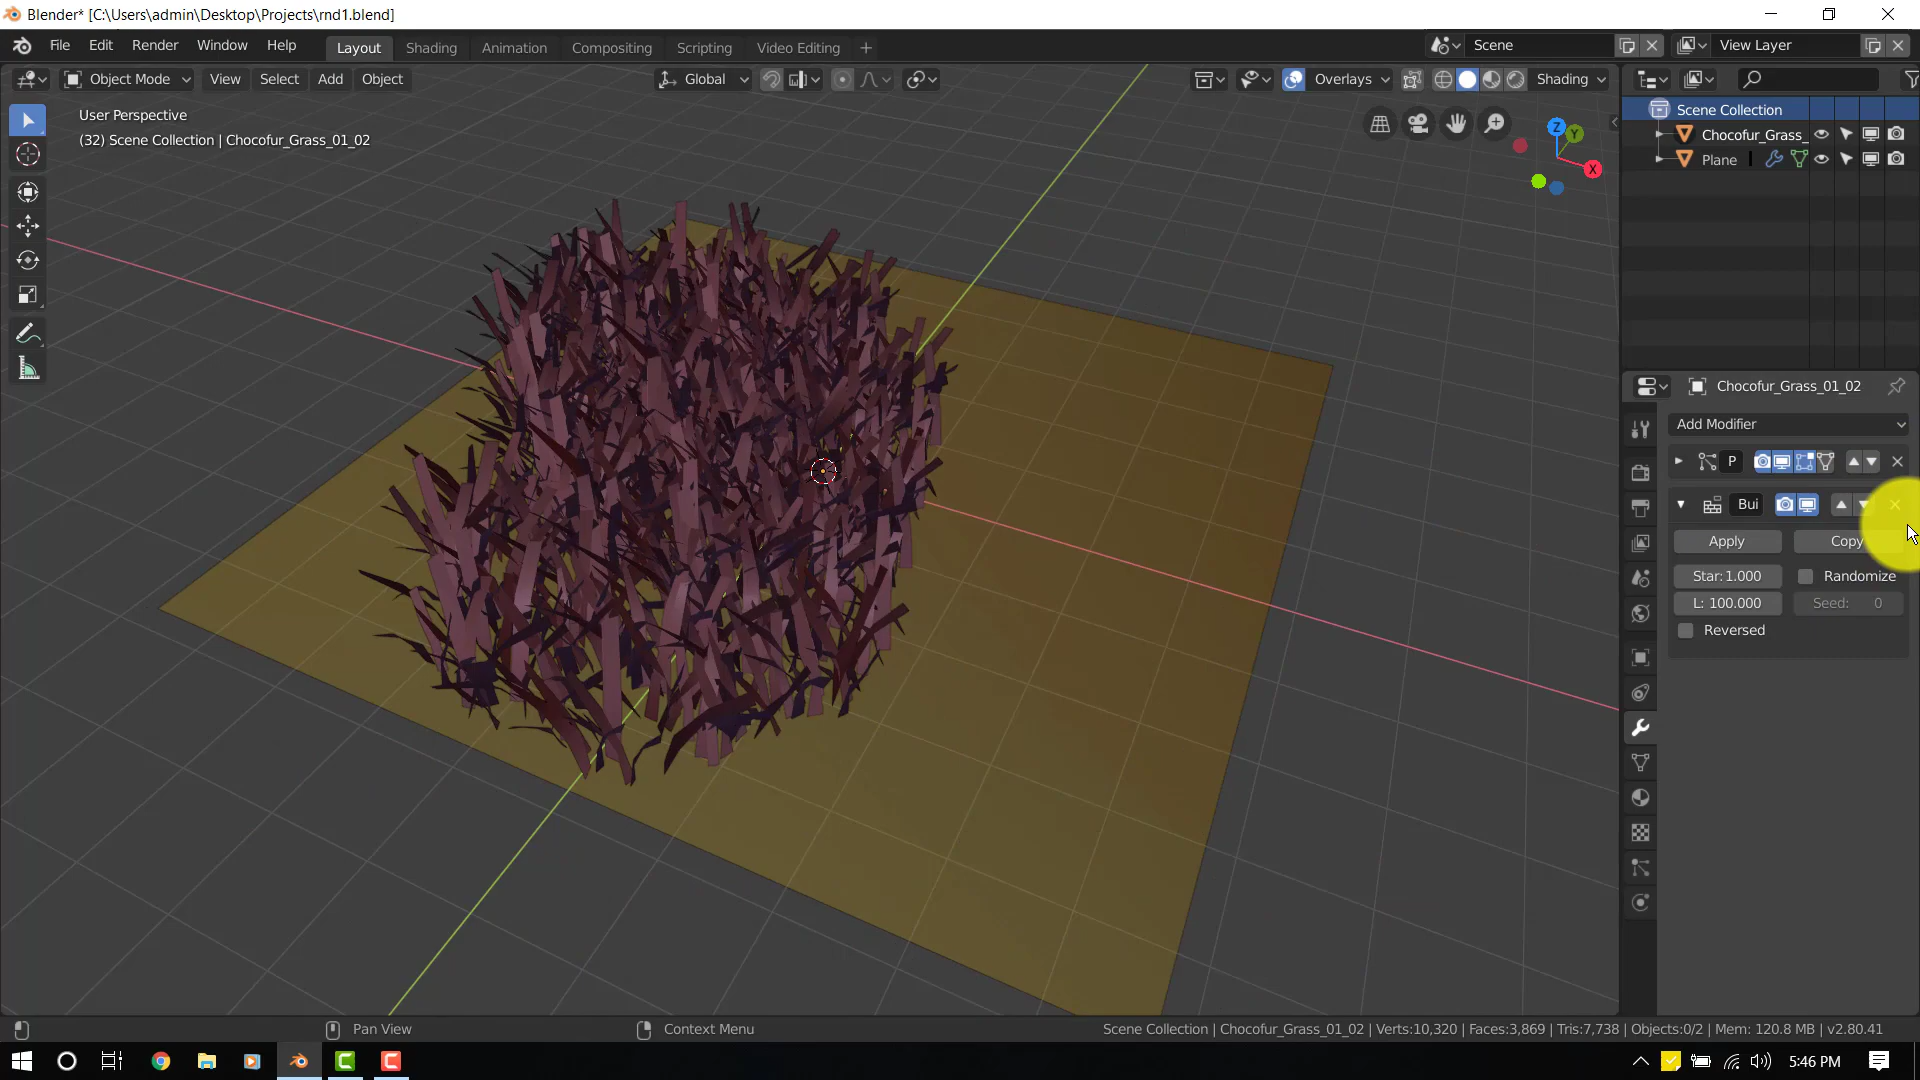 Blender* [C:\Users\admin\Desktop\Projects\rnd1.blend]
File Edit Render Window Help Layout Shading Animation Compositing Scripting Video Editing + Scene View Layer
Object Mode View Select Add Object Global Overlays Shading
User Perspective
(32) Scene Collection | Chocofur_Grass_01_02
Z Y X
Scene Collection
Chocofur_Grass_
Plane
Chocofur_Grass_01_02
Add Modifier
P
Bui
Apply Copy
Star: 1.000 Randomize
L: 100.000 Seed: 0
Reversed
Pan View Context Menu Scene Collection | Chocofur_Grass_01_02 | Verts:10,320 | Faces:3,869 | Tris:7,738 | Objects:0/2 | Mem: 120.8 MB | v2.80.41
5:46 PM